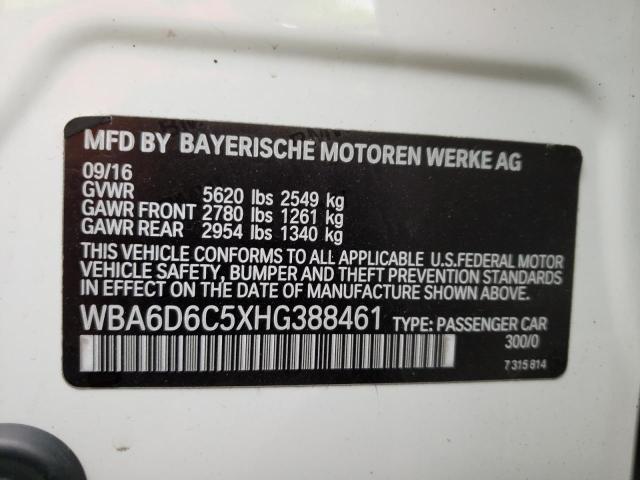 MFD BY BAYERISCHE MOTOREN WERKE AG
09/16
GVWR 5620 lbs 2549 kg
GAWR FRONT 2780 lbs 1261 kg
GAWR REAR 2954 lbs 1340 kg
THIS VEHICLE CONFORMS TO ALL APPLICABLE U.S.FEDERAL MOTOR
VEHICLE SAFETY, BUMPER AND THEFT PREVENTION STANDARDS
IN EFFECT ON THE DATE OF MANUFACTURE SHOWN ABOVE.
WBA6D6C5XHG388461 TYPE: PASSENGER CAR
300/0
7 315 814